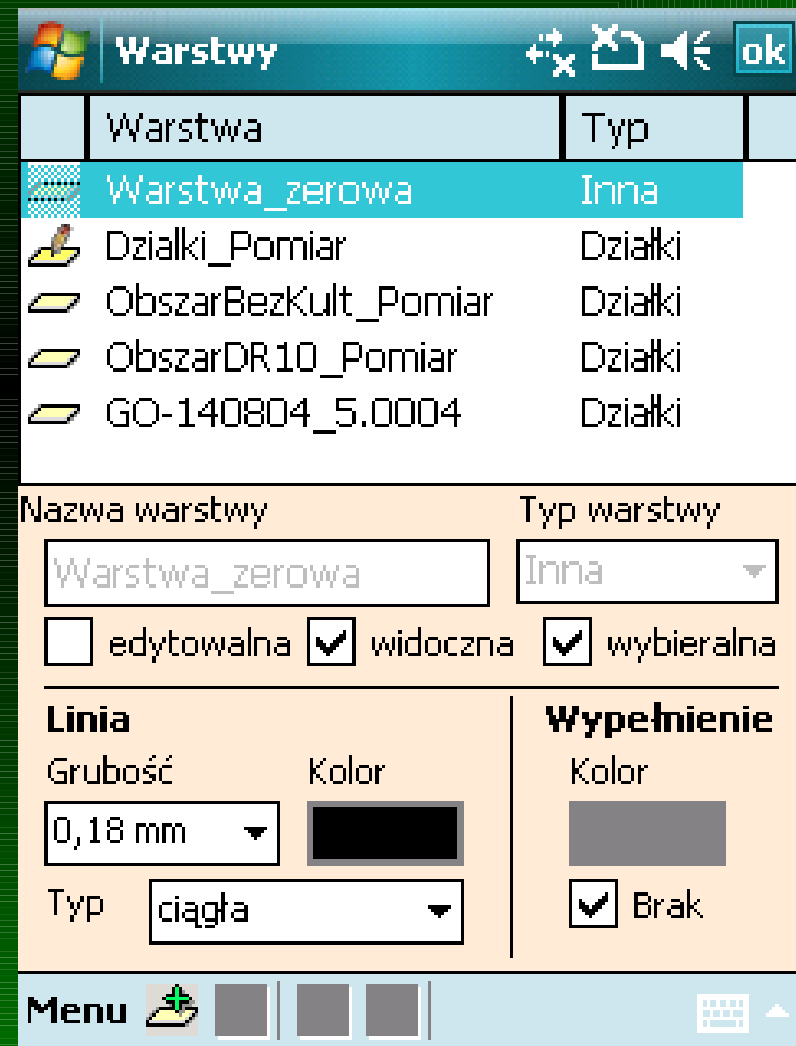 Warstwy ok
Warstwa Typ
Warstwa_zerowa Inna
Dzialki_Pomiar Działki
ObszarBezKult_Pomiar Działki
ObszarDR10_Pomiar Działki
GO-140804_5.0004 Działki
Nazwa warstwy Typ warstwy
Warstwa_zerowa Inna
edytowalna widoczna wybieralna
Linia Wypełnienie
Grubość Kolor Kolor
0,18 mm
Typ ciągła Brak
Menu